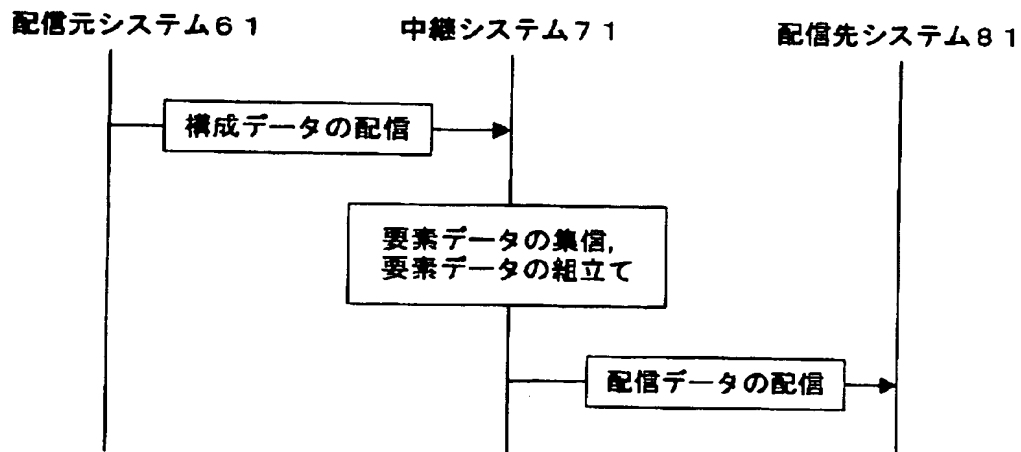 配信元システム６１
中継システム７１
配信先システム８１
構成データの配信
要素データの集信,
要素データの組立て
配信データの配信